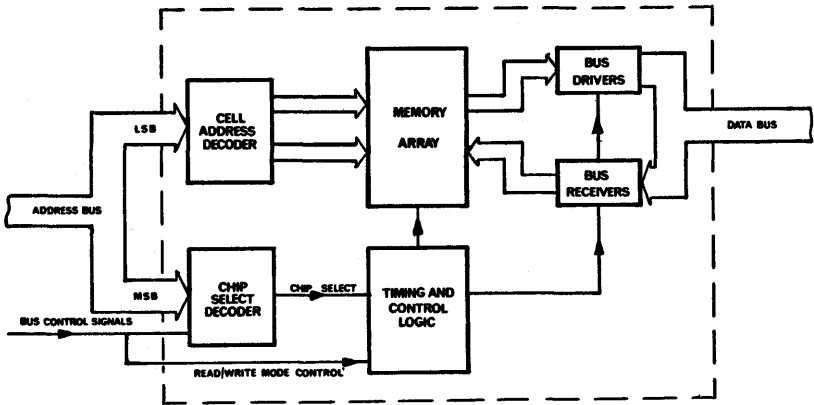 BUS
DRIVERS
CELL
ADDRESS
DECODER
MEMORY
ARRAY
LSB
DATA BUS
BUS
RECEIVERS
ADDRESS BUS
CHIP
SELECT
DECODER
MSB
CHIP SELECT
TIMING AND
CONTROL
LOGIC
BUS CONTROL SIGNALS
READ/WRITE MODE CONTROL